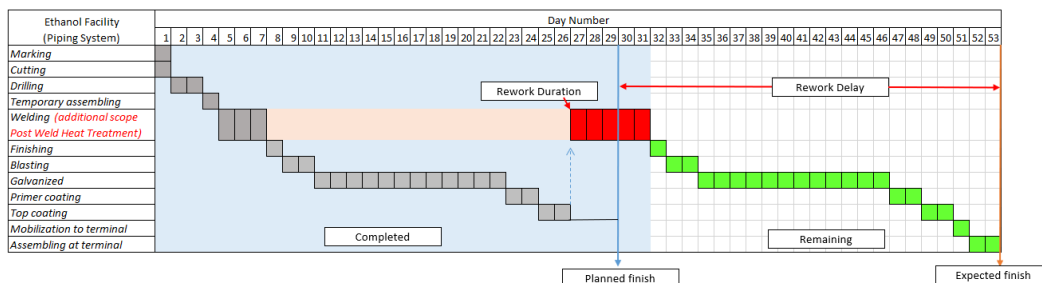 Ethanol Facility
(Piping System)
Day Number
1 2 3 4 5 6 7 8 9 10 11 12 13 14 15 16 17 18 19 20 21 22 23 24 25 26 27 28 29 30 31 32 33 34 35 36 37 38 39 40 41 42 43 44 45 46 47 48 49 50 51 52 53
Marking
Cutting
Drilling
Rework Duration
Rework Delay
Temporary assembling
Welding (additional scope
Post Weld Heat Treatment)
Finishing
Blasting
Galvanized
Primer coating
Top coating
Mobilization to terminal
Completed
Remaining
Assembling at terminal
Planned finish
Expected finish